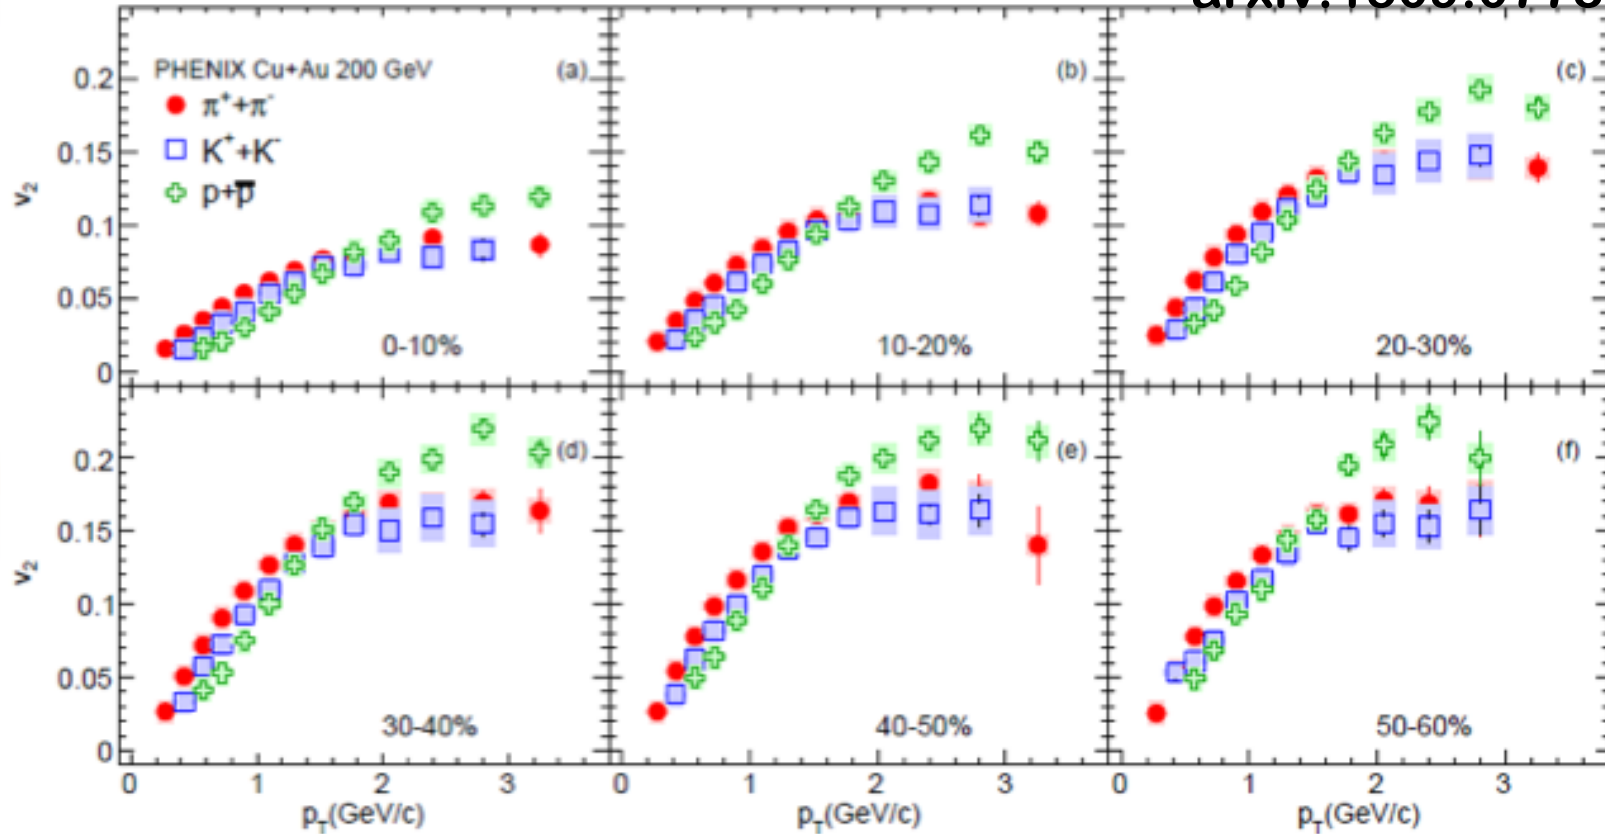 PHENIX Cu+Au 200 GeV
(a)
π⁺+π⁻
K⁺+K⁻
p+p̅
v₂
0.2
0.15
0.1
0.05
0
0-10%
(b)
10-20%
(c)
20-30%
v₂
0.2
0.15
0.1
0.05
0
(d)
30-40%
(e)
40-50%
(f)
50-60%
0 1 2 3
0 1 2 3
0 1 2 3
p_T(GeV/c)
p_T(GeV/c)
p_T(GeV/c)